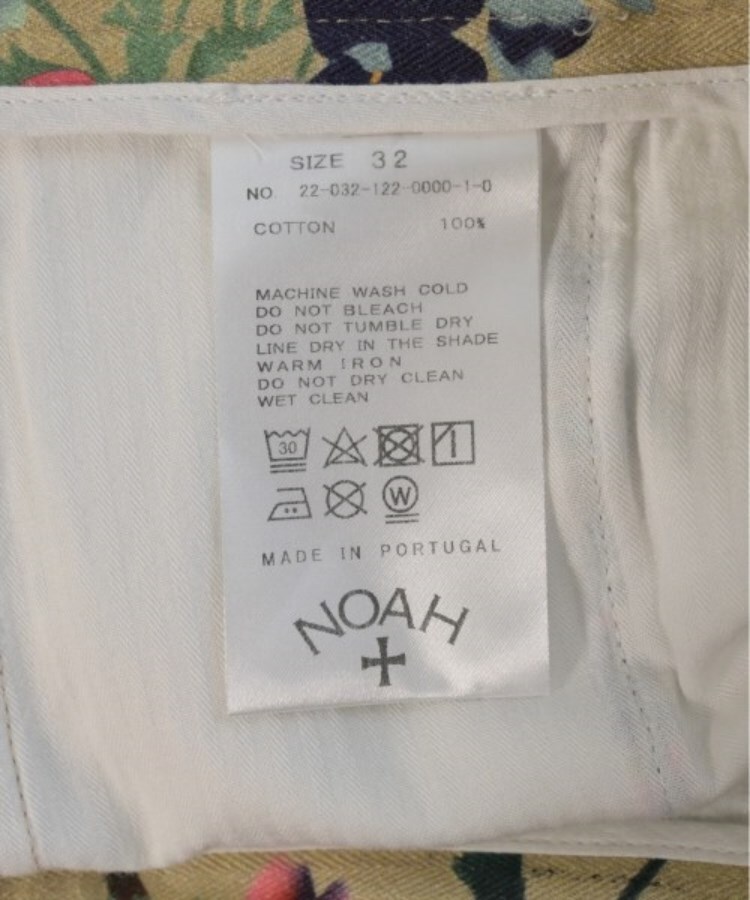 SIZE 32
NO. 22-032-122-0000-1-0
COTTON 100%
MACHINE WASH COLD
DO NOT BLEACH
DO NOT TUMBLE DRY
LINE DRY IN THE SHADE
WARM IRON
DO NOT DRY CLEAN
WET CLEAN
30
W
MADE IN PORTUGAL
NOAH